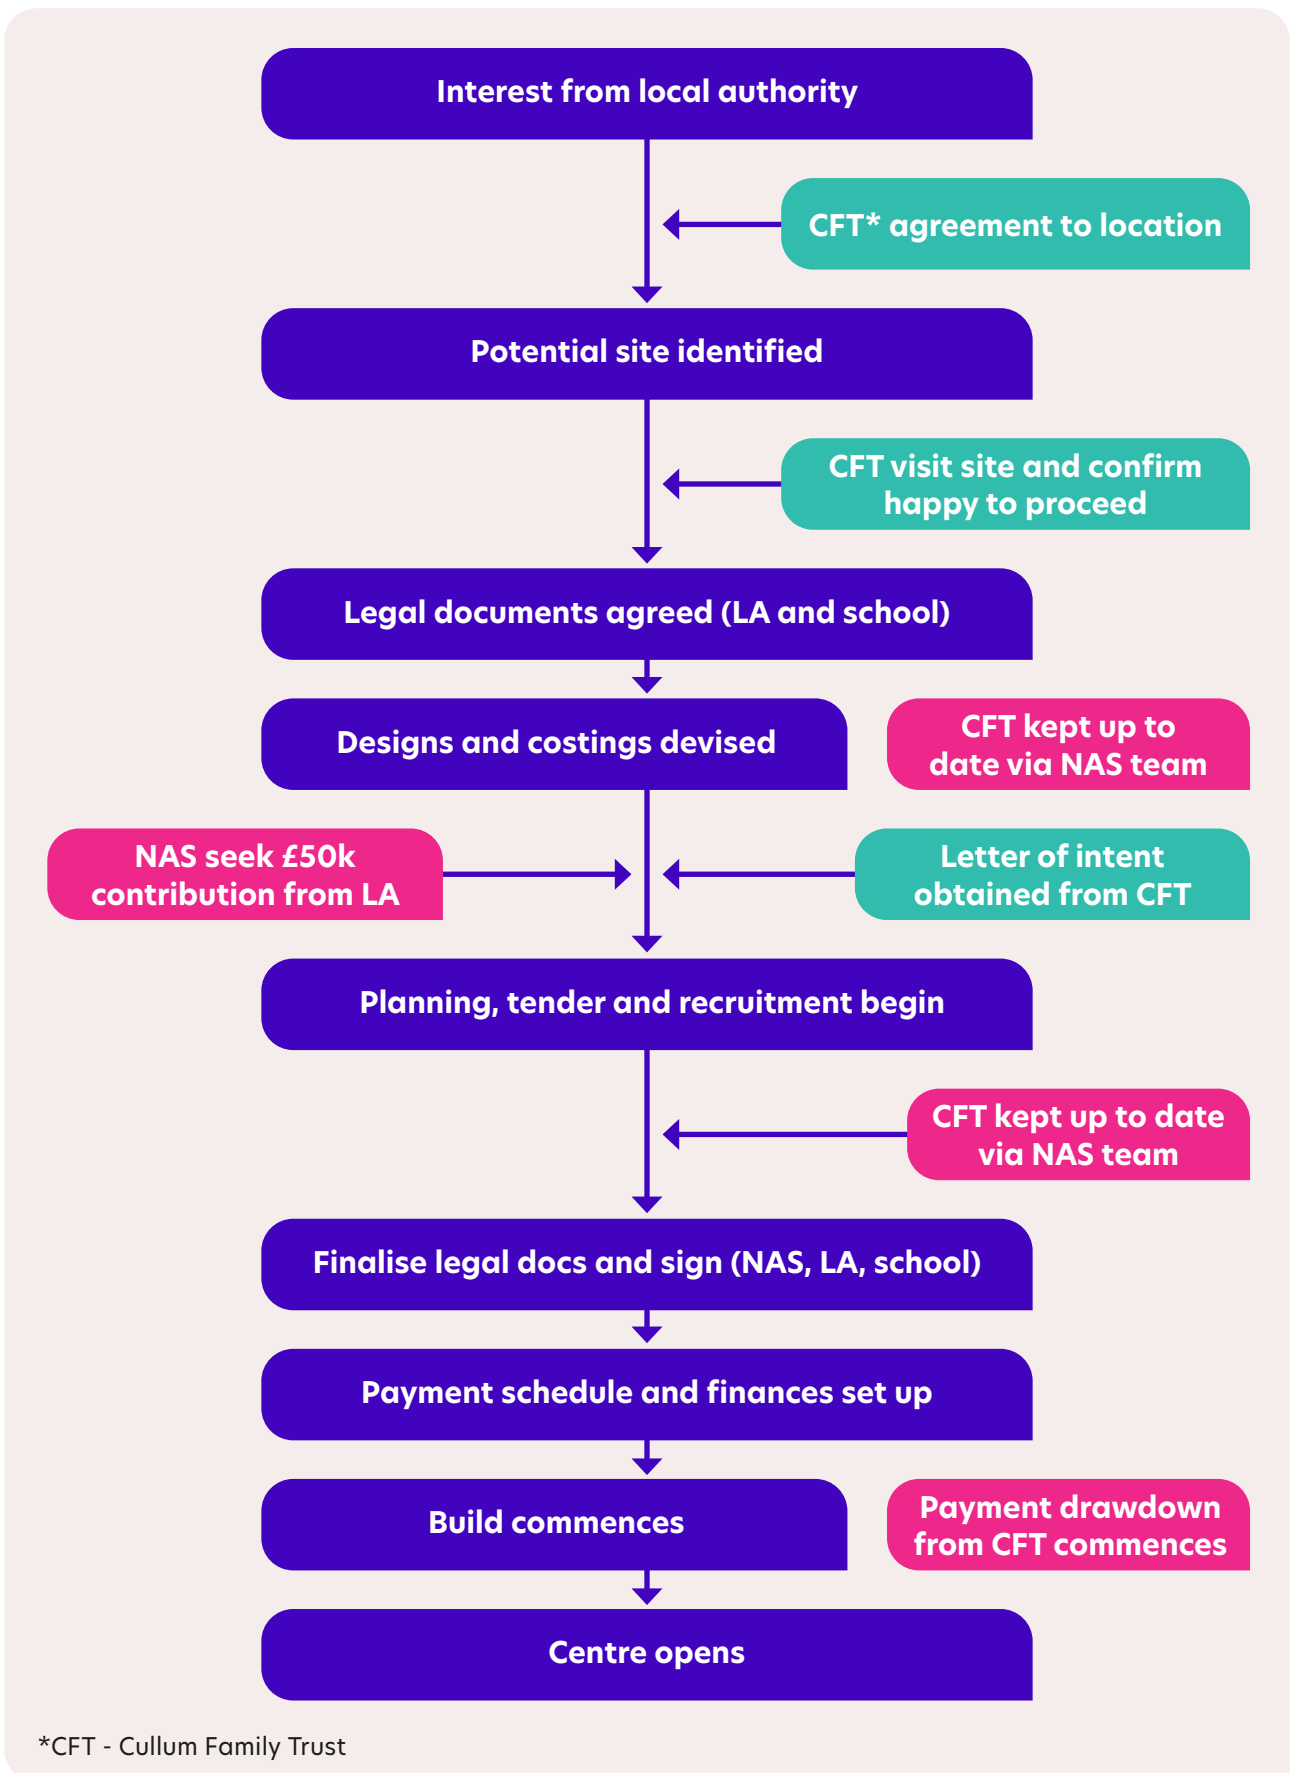 Interest from local authority
CFT* agreement to location
Potential site identified
CFT visit site and confirm
happy to proceed
Legal documents agreed (LA and school)
Designs and costings devised
CFT kept up to
date via NAS team
NAS seek £50k
contribution from LA
Letter of intent
obtained from CFT
Planning, tender and recruitment begin
CFT kept up to date
via NAS team
Finalise legal docs and sign (NAS, LA, school)
Payment schedule and finances set up
Build commences
Payment drawdown
from CFT commences
Centre opens
*CFT - Cullum Family Trust